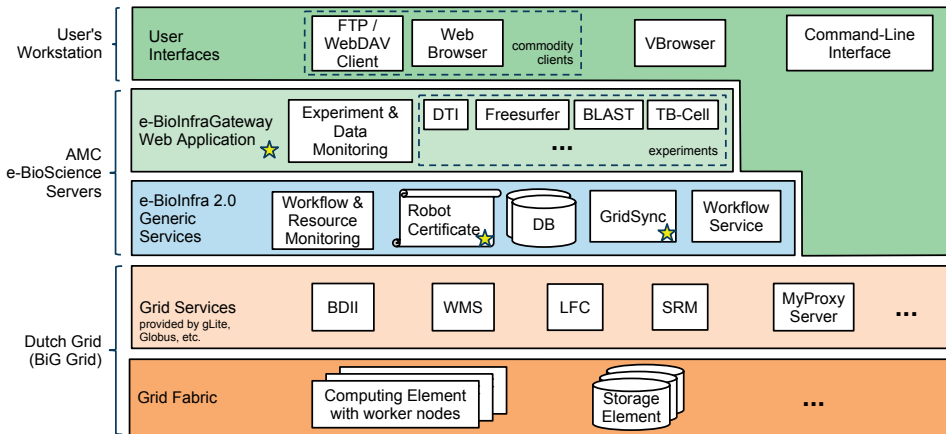 User's
Workstation
User
Interfaces
FTP /
WebDAV
Client
Web
Browser
commodity
clients
VBrowser
Command-Line
Interface
AMC
e-BioScience
Servers
e-BioInfraGateway
Web Application
Experiment &
Data
Monitoring
DTI
Freesurfer
BLAST
TB-Cell
...
experiments
e-BioInfra 2.0
Generic
Services
Workflow &
Resource
Monitoring
Robot
Certificate
DB
GridSync
Workflow
Service
Dutch Grid
(BiG Grid)
Grid Services
provided by gLite,
Globus, etc.
BDII
WMS
LFC
SRM
MyProxy
Server
...
Grid Fabric
Computing Element
with worker nodes
Storage
Element
...